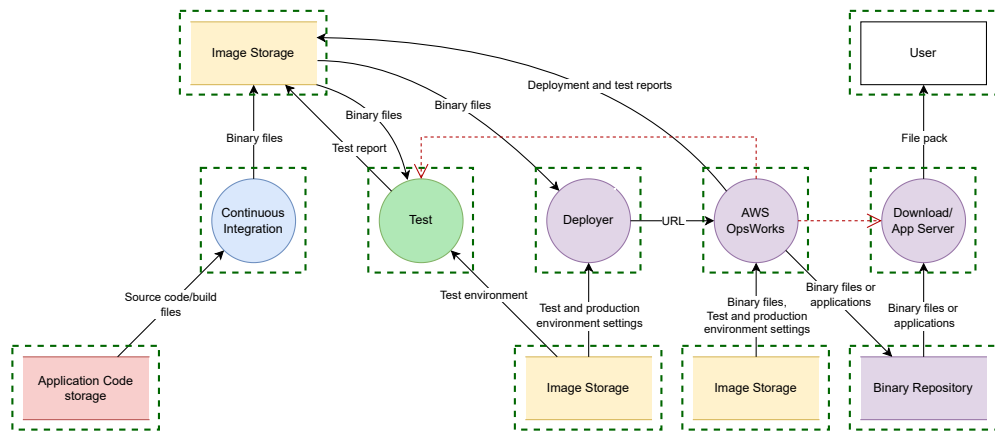 Image Storage
User
Deployment and test reports
Binary files
Binary files
Binary files
Test report
File pack
Continuous
Integration
Test
Deployer
URL
AWS
OpsWorks
Download/
App Server
Source code/build
files
Test environment
Test and production
environment settings
Binary files,
Test and production
environment settings
Binary files or
applications
Binary files or
applications
Application Code
storage
Image Storage
Image Storage
Binary Repository